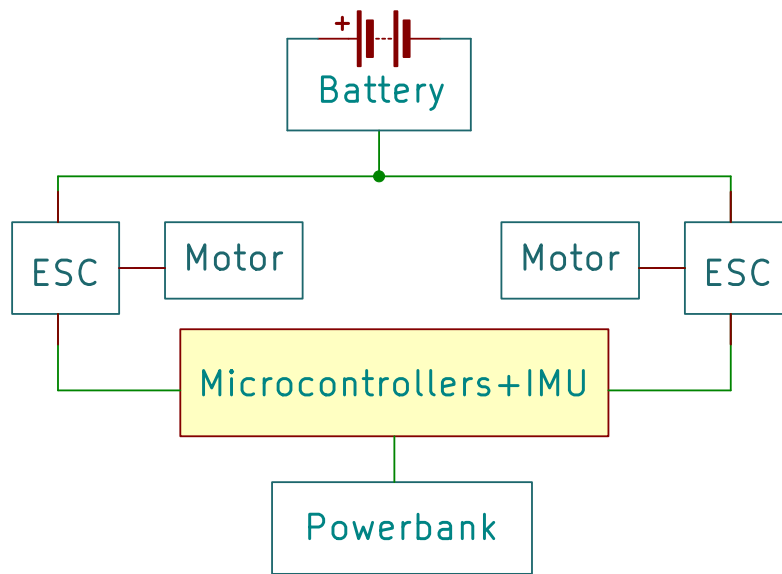 +
Battery
ESC
Motor
Motor
ESC
Microcontrollers+IMU
Powerbank